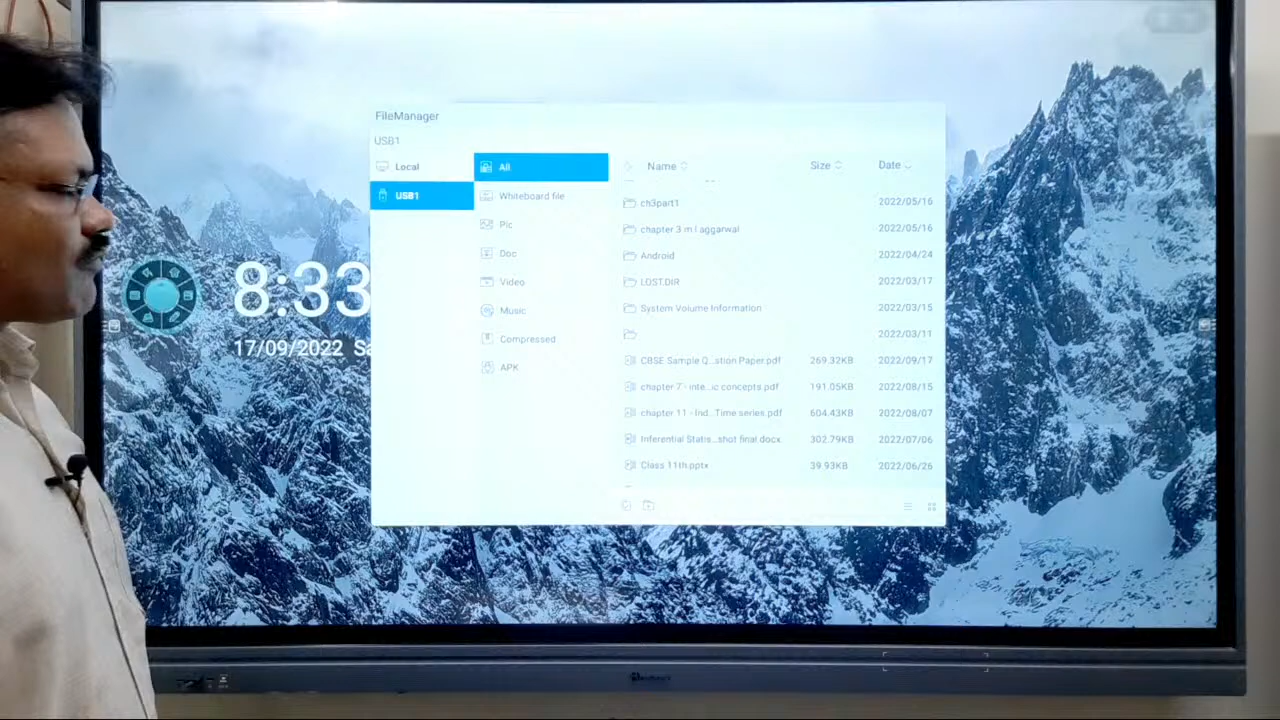 FileManager
USB1
Local All Name Size Date
USB1 Whiteboard file ch3part1 2022/05/16
Pic chapter 3 m l aggarwal 2022/05/16
Doc Android 2022/04/24
Video LOST.DIR 2022/03/17
Music System Volume Information 2022/03/15
Compressed 2022/03/11
APK CBSE Sample Q...stion Paper.pdf 269.32KB 2022/09/17
chapter 7 - inte...ic concepts.pdf 191.05KB 2022/08/15
chapter 11 - Ind...Time series.pdf 604.43KB 2022/08/07
Inferential Statis...shot final.docx 302.79KB 2022/07/06
Class 11th.pptx 39.93KB 2022/06/26
8:33
17/09/2022 Sa